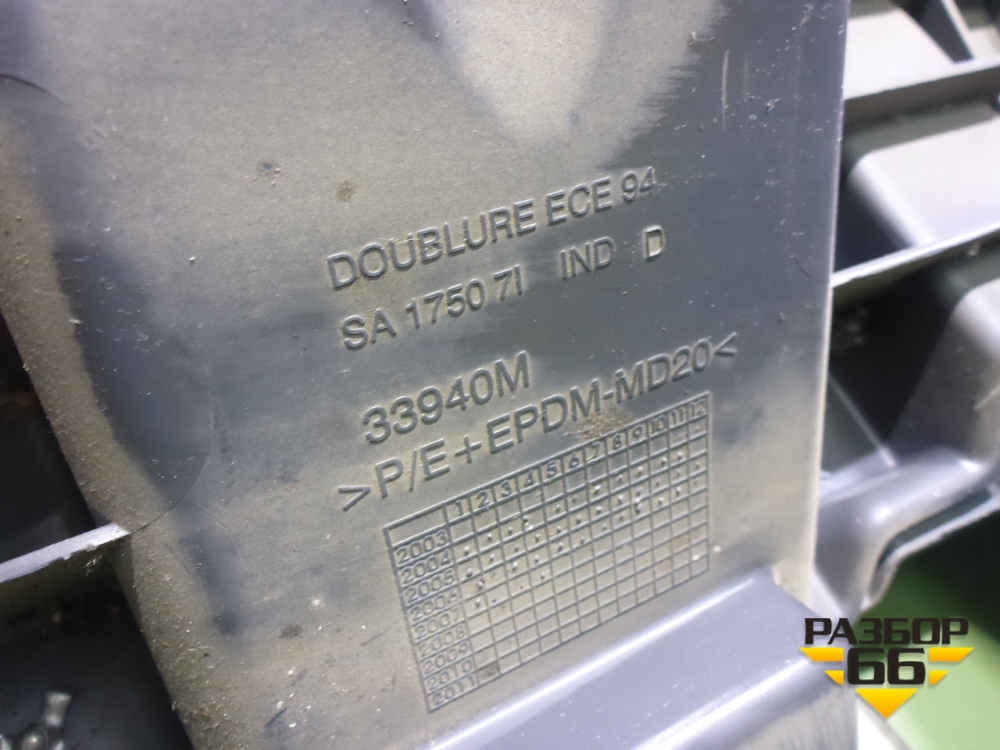 DOUBLURE ECE 94
SA 1750 71 IND D
33940M
>P/E+EPDM-MD20<
1 2 3 4 5 6 7 8 9 10 11 12
2003
2004
2005
2006
2007
2008
2009
2010
2011
РАЗБОР
66